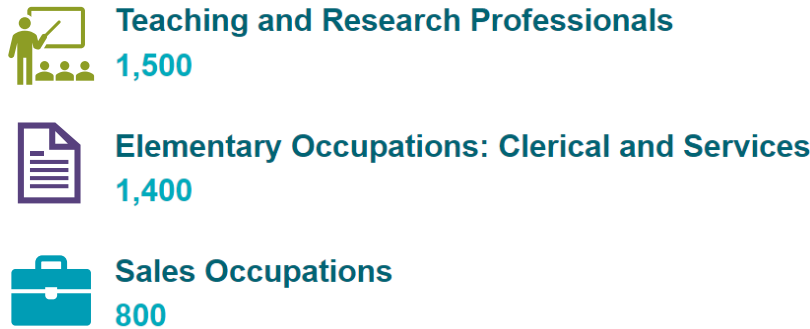 Teaching and Research Professionals
1,500
Elementary Occupations: Clerical and Services
1,400
Sales Occupations
800